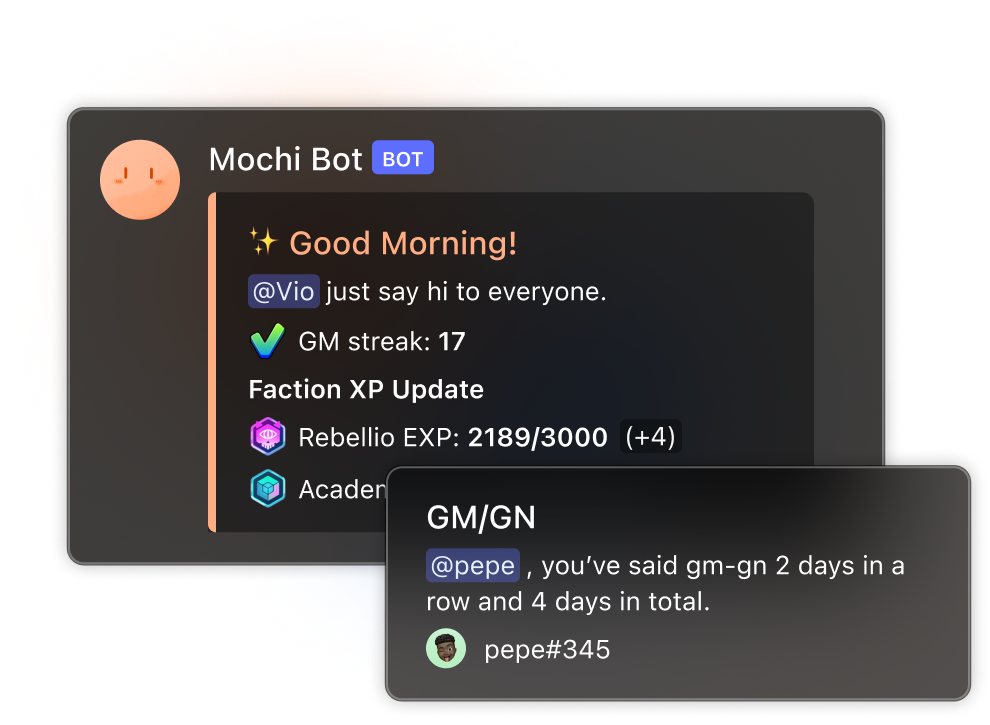 Mochi Bot BOT
✨ Good Morning!
@Vio just say hi to everyone.
GM streak: 17
Faction XP Update
Rebellio EXP: 2189/3000 (+4)
GM/GN
@pepe , you’ve said gm-gn 2 days in a
row and 4 days in total.
pepe#345